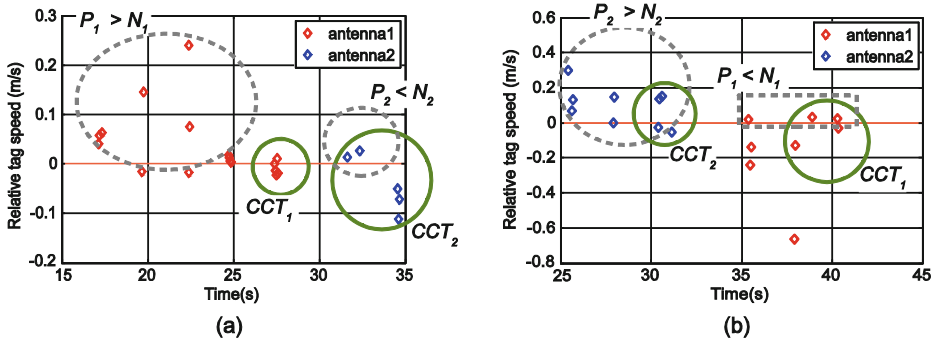 0.3
0.2
0.1
0
-0.1
-0.2
15 20 25 30 35
Relative tag speed (m/s)
Time(s)
P1 > N1
antenna1
antenna2
P2 < N2
CCT1
CCT2
(a)
0.6
0.4
0.2
0
-0.2
-0.4
-0.6
-0.8
25 30 35 40 45
Relative tag speed (m/s)
Time(s)
P2 > N2
antenna1
antenna2
P1 < N1
CCT2
CCT1
(b)